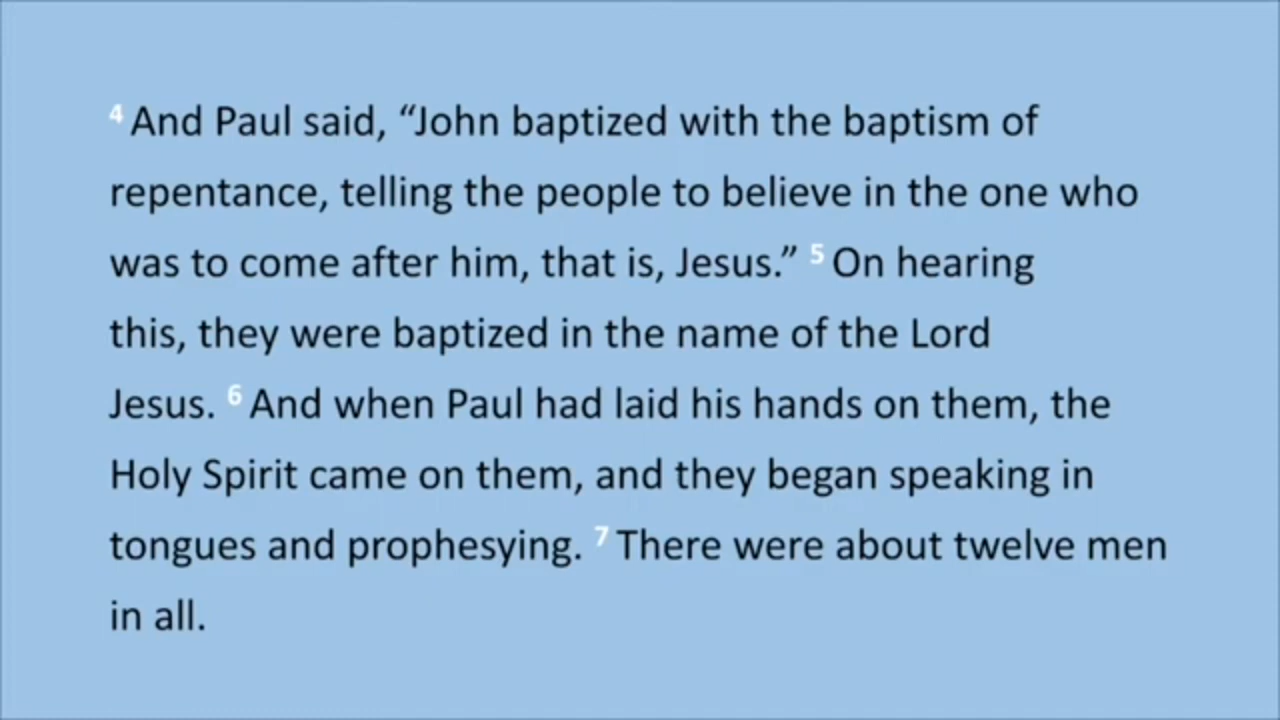 4 And Paul said, “John baptized with the baptism of
repentance, telling the people to believe in the one who
was to come after him, that is, Jesus.” 5 On hearing
this, they were baptized in the name of the Lord
Jesus. 6 And when Paul had laid his hands on them, the
Holy Spirit came on them, and they began speaking in
tongues and prophesying. 7 There were about twelve men
in all.